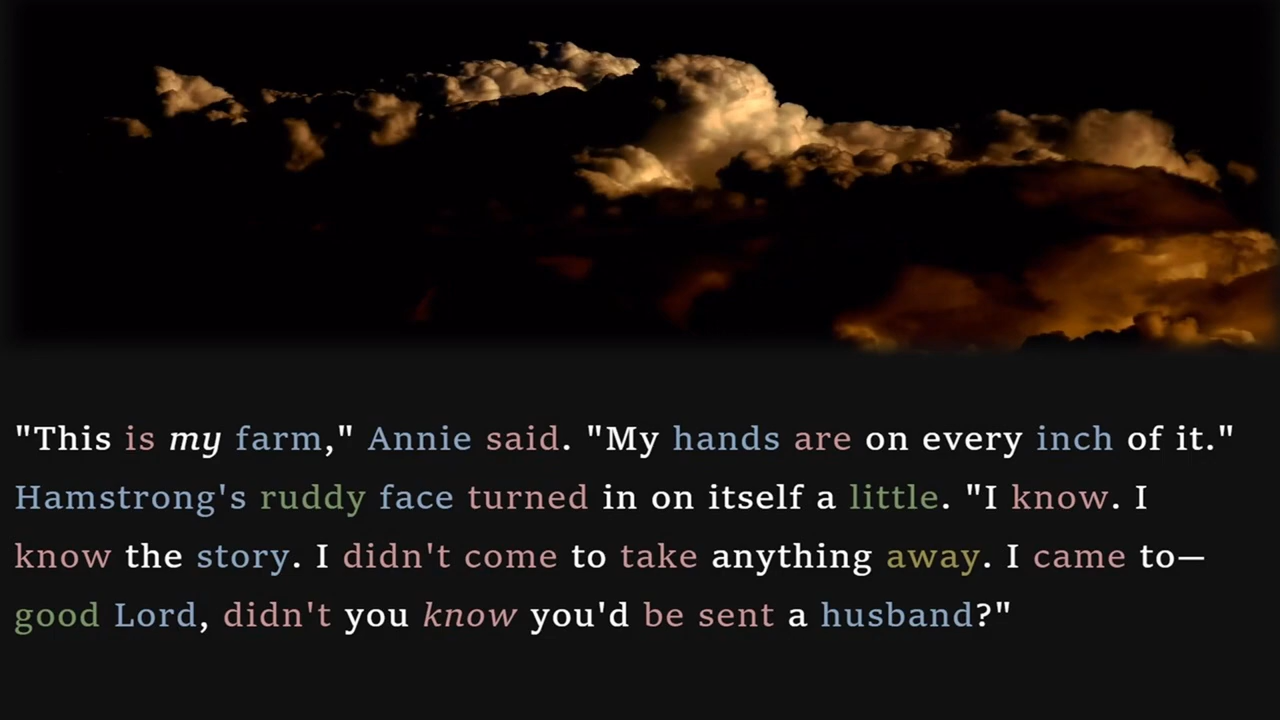 "This is my farm," Annie said. "My hands are on every inch of it."
Hamstrong's ruddy face turned in on itself a little. "I know. I
know the story. I didn't come to take anything away. I came to—
good Lord, didn't you know you'd be sent a husband?"